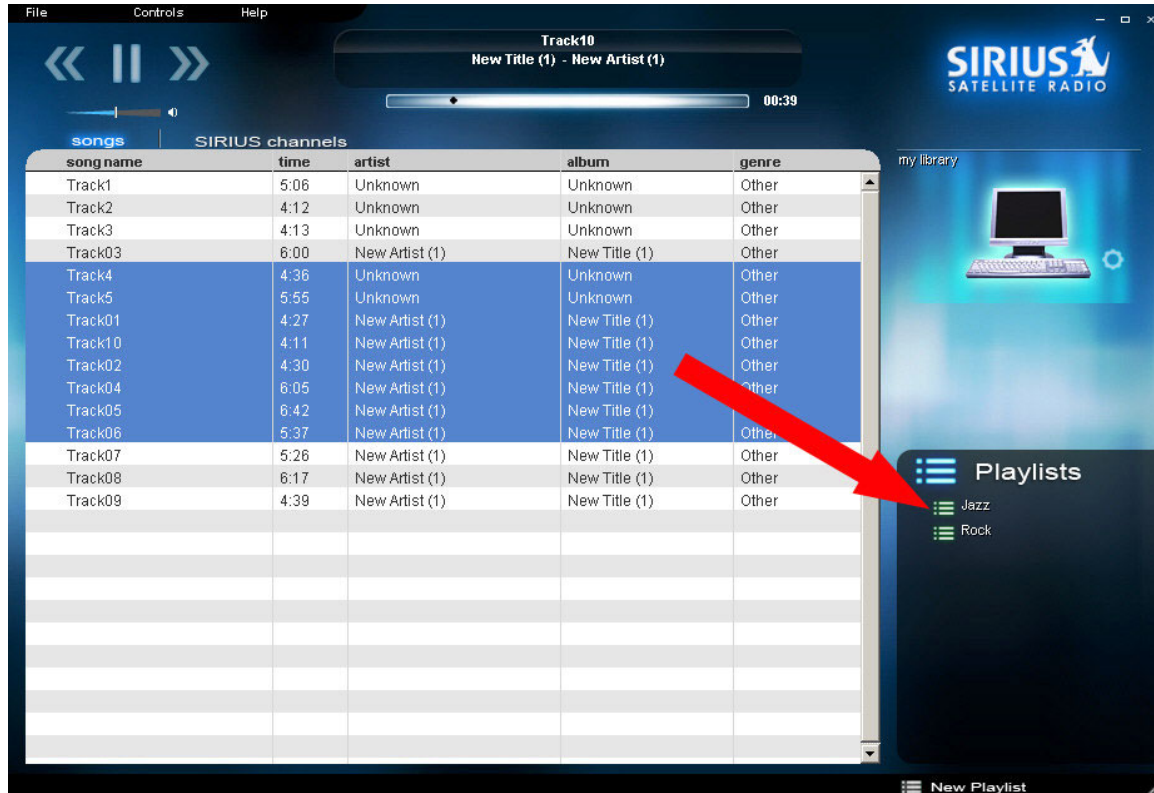 File Controls Help
Track10
New Title (1) - New Artist (1)
00:39
SIRIUS
SATELLITE RADIO
songs SIRIUS channels
song name time artist album genre
Track1 5:06 Unknown Unknown Other
Track2 4:12 Unknown Unknown Other
Track3 4:13 Unknown Unknown Other
Track03 6:00 New Artist (1) New Title (1) Other
Track4 4:36 Unknown Unknown Other
Track5 5:55 Unknown Unknown Other
Track01 4:27 New Artist (1) New Title (1) Other
Track10 4:11 New Artist (1) New Title (1) Other
Track02 4:30 New Artist (1) New Title (1) Other
Track04 6:05 New Artist (1) New Title (1) Other
Track05 6:42 New Artist (1) New Title (1)
Track06 5:37 New Artist (1) New Title (1) Other
Track07 5:26 New Artist (1) New Title (1) Other
Track08 6:17 New Artist (1) New Title (1) Other
Track09 4:39 New Artist (1) New Title (1) Other
my library
Playlists
Jazz
Rock
New Playlist